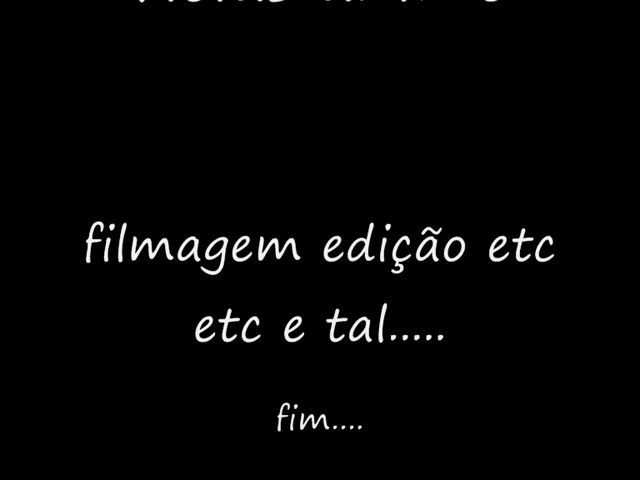 filmagem edição etc
etc e tal.....
fim....